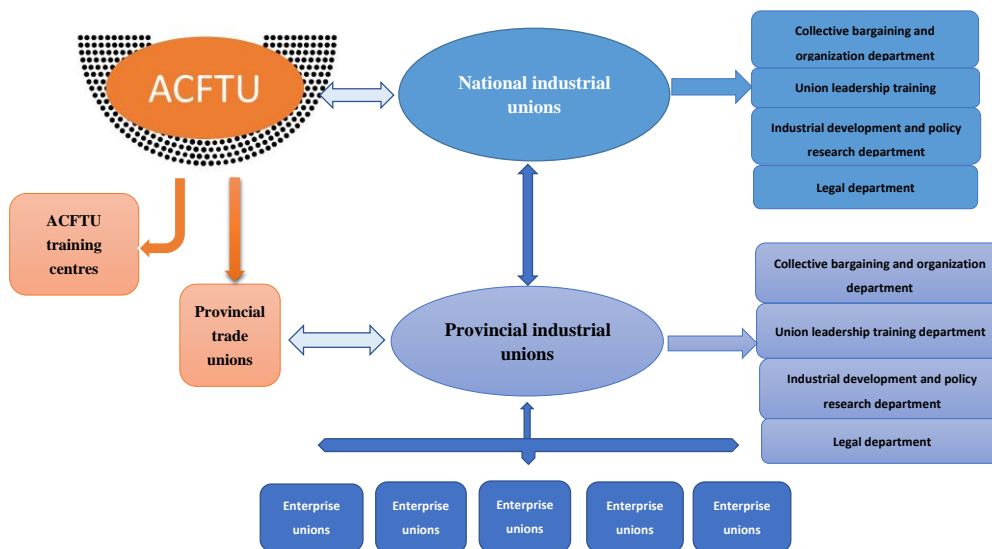 ACFTU
National industrial
unions
Collective bargaining and
organization department
Union leadership training
Industrial development and policy
research department
Legal department
ACFTU
training
centres
Provincial
trade
unions
Provincial industrial
unions
Collective bargaining and organization
department
Union leadership training department
Industrial development and policy
research department
Legal department
Enterprise
unions
Enterprise
unions
Enterprise
unions
Enterprise
unions
Enterprise
unions